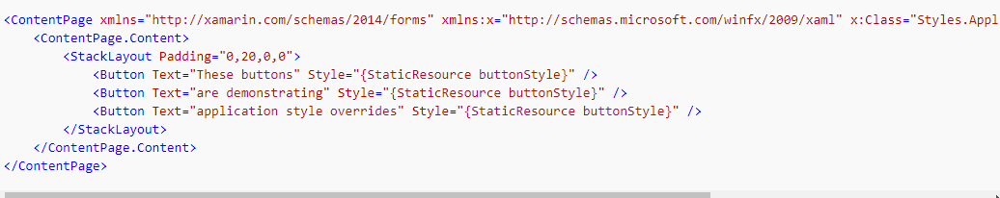 <ContentPage xmlns="http://xamarin.com/schemas/2014/forms" xmlns:x="http://schemas.microsoft.com/winfx/2009/xaml" x:Class="Styles.Appl
<ContentPage.Content>
<StackLayout Padding="0,20,0,0">
<Button Text="These buttons" Style="{StaticResource buttonStyle}" />
<Button Text="are demonstrating" Style="{StaticResource buttonStyle}" />
<Button Text="application style overrides" Style="{StaticResource buttonStyle}" />
</StackLayout>
</ContentPage.Content>
</ContentPage>